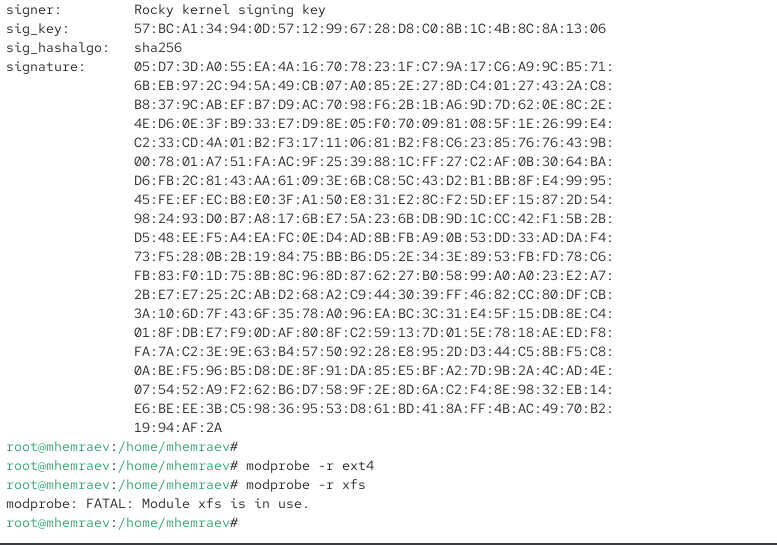 signer:         Rocky kernel signing key
sig_key:        57:BC:A1:34:94:0D:57:12:99:67:28:D8:C0:8B:1C:4B:8C:8A:13:06
sig_hashalgo:   sha256
signature:      05:D7:3D:A0:55:EA:4A:16:70:78:23:1F:C7:9A:17:C6:A9:9C:B5:71:
                6B:EB:97:2C:94:5A:49:CB:07:A0:85:2E:27:8D:C4:01:27:43:2A:C8:
                B8:37:9C:AB:EF:B7:D9:AC:70:98:F6:2B:1B:A6:9D:7D:62:0E:8C:2E:
                4E:D6:0E:3F:B9:33:E7:D9:8E:05:F0:70:09:81:08:5F:1E:26:99:E4:
                C2:33:CD:4A:01:B2:F3:17:11:06:81:B2:F8:C6:23:85:76:76:43:9B:
                00:78:01:A7:51:FA:AC:9F:25:39:88:1C:FF:27:C2:AF:0B:30:64:BA:
                D6:FB:2C:81:43:AA:61:09:3E:6B:C8:5C:43:D2:B1:BB:8F:E4:99:95:
                45:FE:EF:EC:B8:E0:3F:A1:50:E8:31:E2:8C:F2:5D:EF:15:87:2D:54:
                98:24:93:D0:B7:A8:17:6B:E7:5A:23:6B:DB:9D:1C:CC:42:F1:5B:2B:
                D5:48:EE:F5:A4:EA:FC:0E:D4:AD:8B:FB:A9:0B:53:DD:33:AD:DA:F4:
                73:F5:28:0B:2B:19:84:75:BB:B6:D5:2E:34:3E:89:53:FB:FD:78:C6:
                FB:83:F0:1D:75:8B:8C:96:8D:87:62:27:B0:58:99:A0:A0:23:E2:A7:
                2B:E7:E7:25:2C:AB:D2:68:A2:C9:44:30:39:FF:46:82:CC:80:DF:CB:
                3A:10:6D:7F:43:6F:35:78:A0:96:EA:BC:3C:31:E4:5F:15:DB:8E:C4:
                01:8F:DB:E7:F9:0D:AF:80:8F:C2:59:13:7D:01:5E:78:18:AE:ED:F8:
                FA:7A:C2:3E:9E:63:B4:57:50:92:28:E8:95:2D:D3:44:C5:8B:F5:C8:
                0A:BE:F5:96:B5:D8:DE:8F:91:DA:85:E5:BF:A2:7D:9B:2A:4C:AD:4E:
                07:54:52:A9:F2:62:B6:D7:58:9F:2E:8D:6A:C2:F4:8E:98:32:EB:14:
                E6:BE:EE:3B:C5:98:36:95:53:D8:61:BD:41:8A:FF:4B:AC:49:70:B2:
                19:94:AF:2A
root@mhemraev:/home/mhemraev#
root@mhemraev:/home/mhemraev# modprobe -r ext4
root@mhemraev:/home/mhemraev# modprobe -r xfs
modprobe: FATAL: Module xfs is in use.
root@mhemraev:/home/mhemraev#